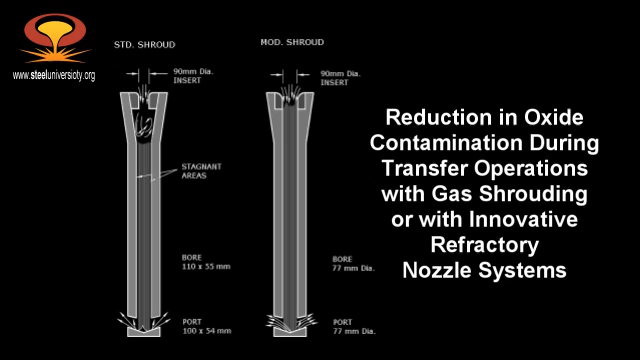 www.steeluniversioty.org
STD. SHROUD
90mm Dia.
INSERT
STAGNANT
AREAS
BORE
110 x 55 mm
PORT
100 x 54 mm
MOD. SHROUD
90mm Dia.
INSERT
BORE
77 mm Dia.
PORT
77 mm Dia.
Reduction in Oxide
Contamination During
Transfer Operations
with Gas Shrouding
or with Innovative
Refractory
Nozzle Systems